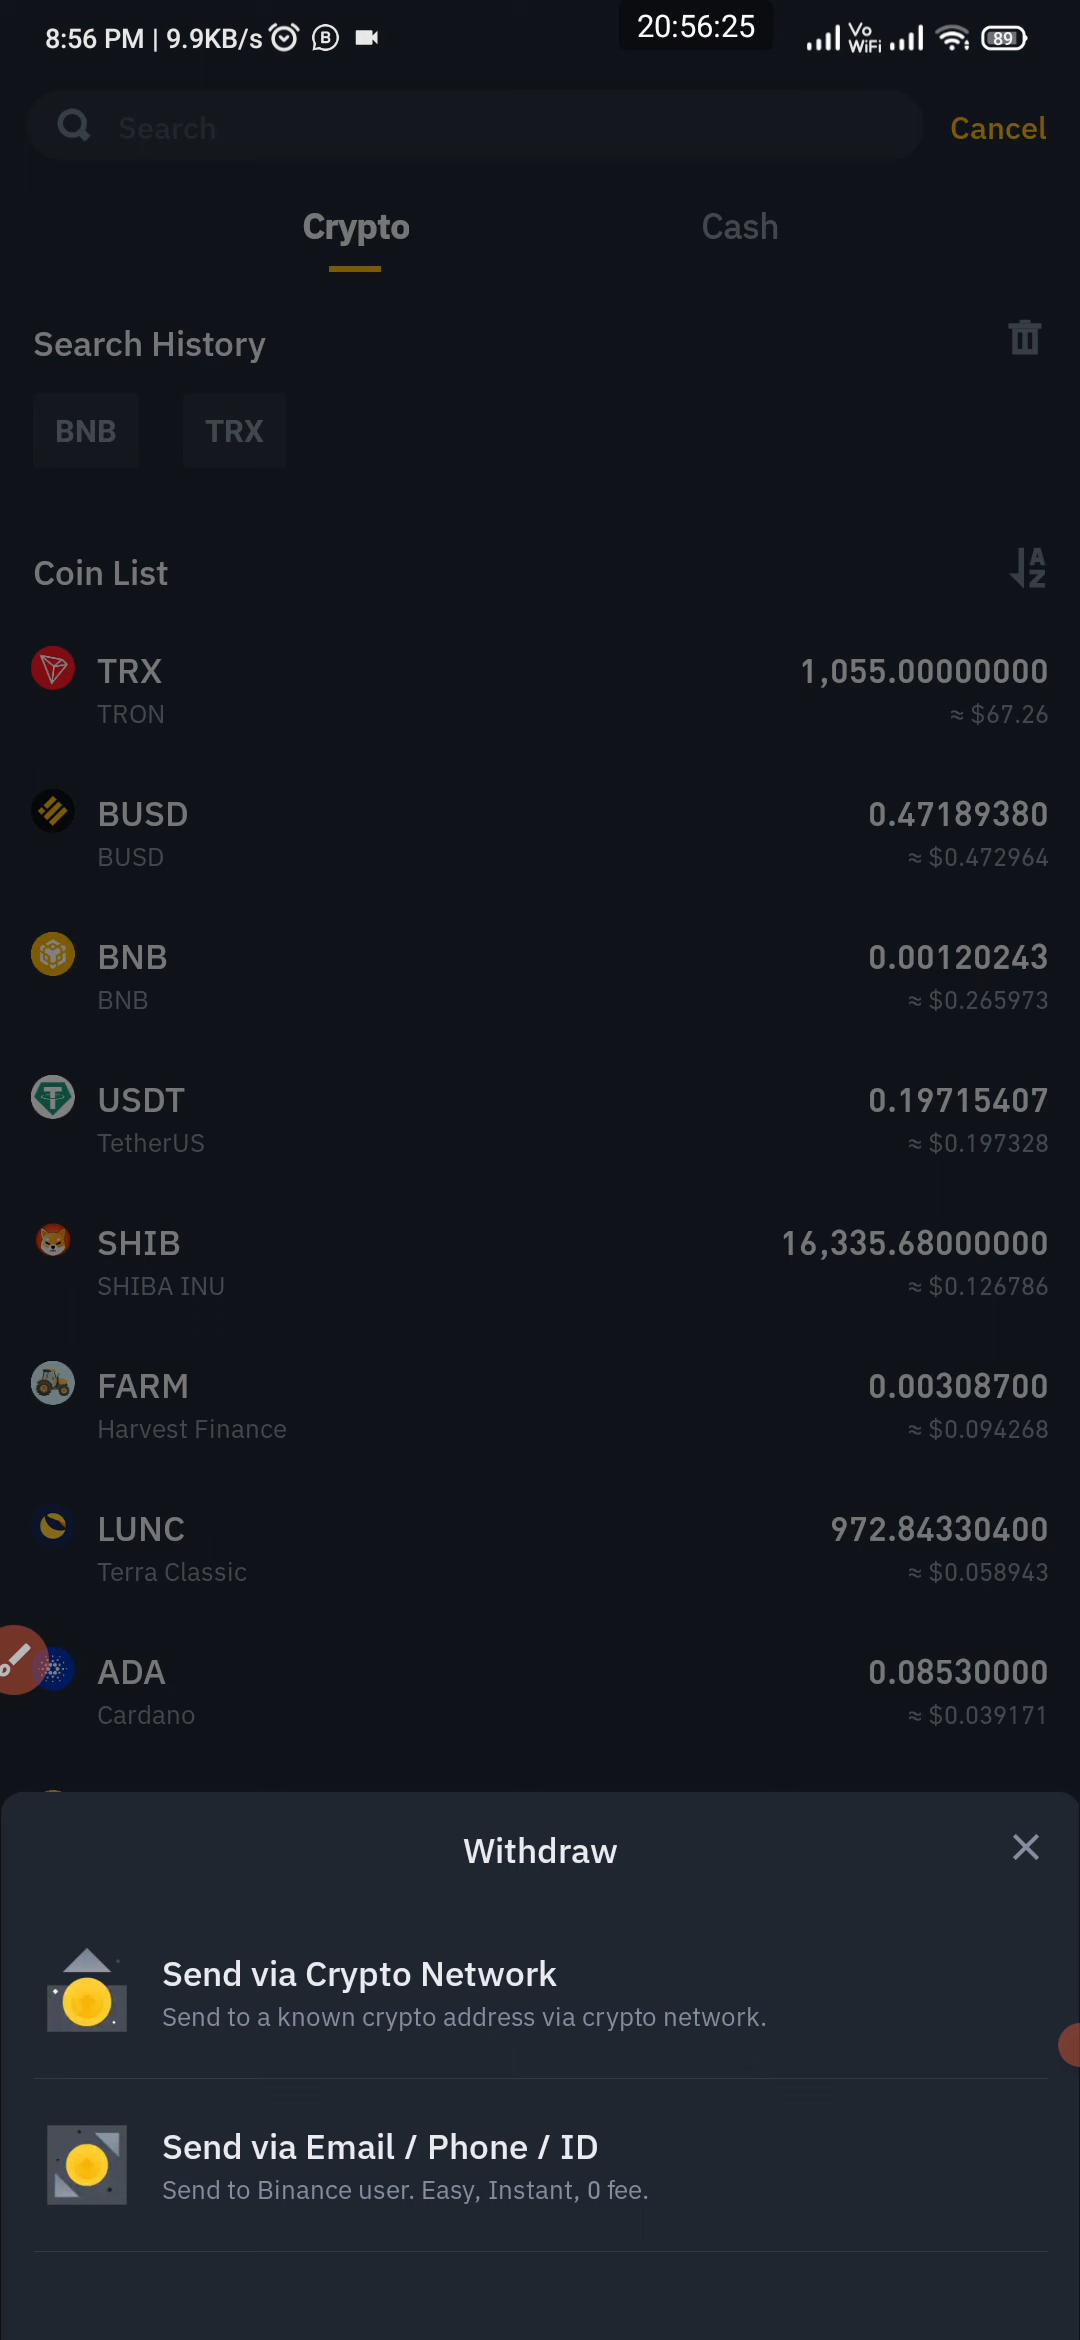 8:56 PM | 9.9KB/s B
20:56:25
Vo WiFi
89
Search
Cancel
Crypto
Cash
Search History
BNB
TRX
Coin List
A
Z
TRX
1,055.00000000
TRON
≈ $67.26
BUSD
0.47189380
BUSD
≈ $0.472964
BNB
0.00120243
BNB
≈ $0.265973
USDT
0.19715407
TetherUS
≈ $0.197328
SHIB
16,335.68000000
SHIBA INU
≈ $0.126786
FARM
0.00308700
Harvest Finance
≈ $0.094268
LUNC
972.84330400
Terra Classic
≈ $0.058943
ADA
0.08530000
Cardano
≈ $0.039171
Withdraw
Send via Crypto Network
Send to a known crypto address via crypto network.
Send via Email / Phone / ID
Send to Binance user. Easy, Instant, 0 fee.